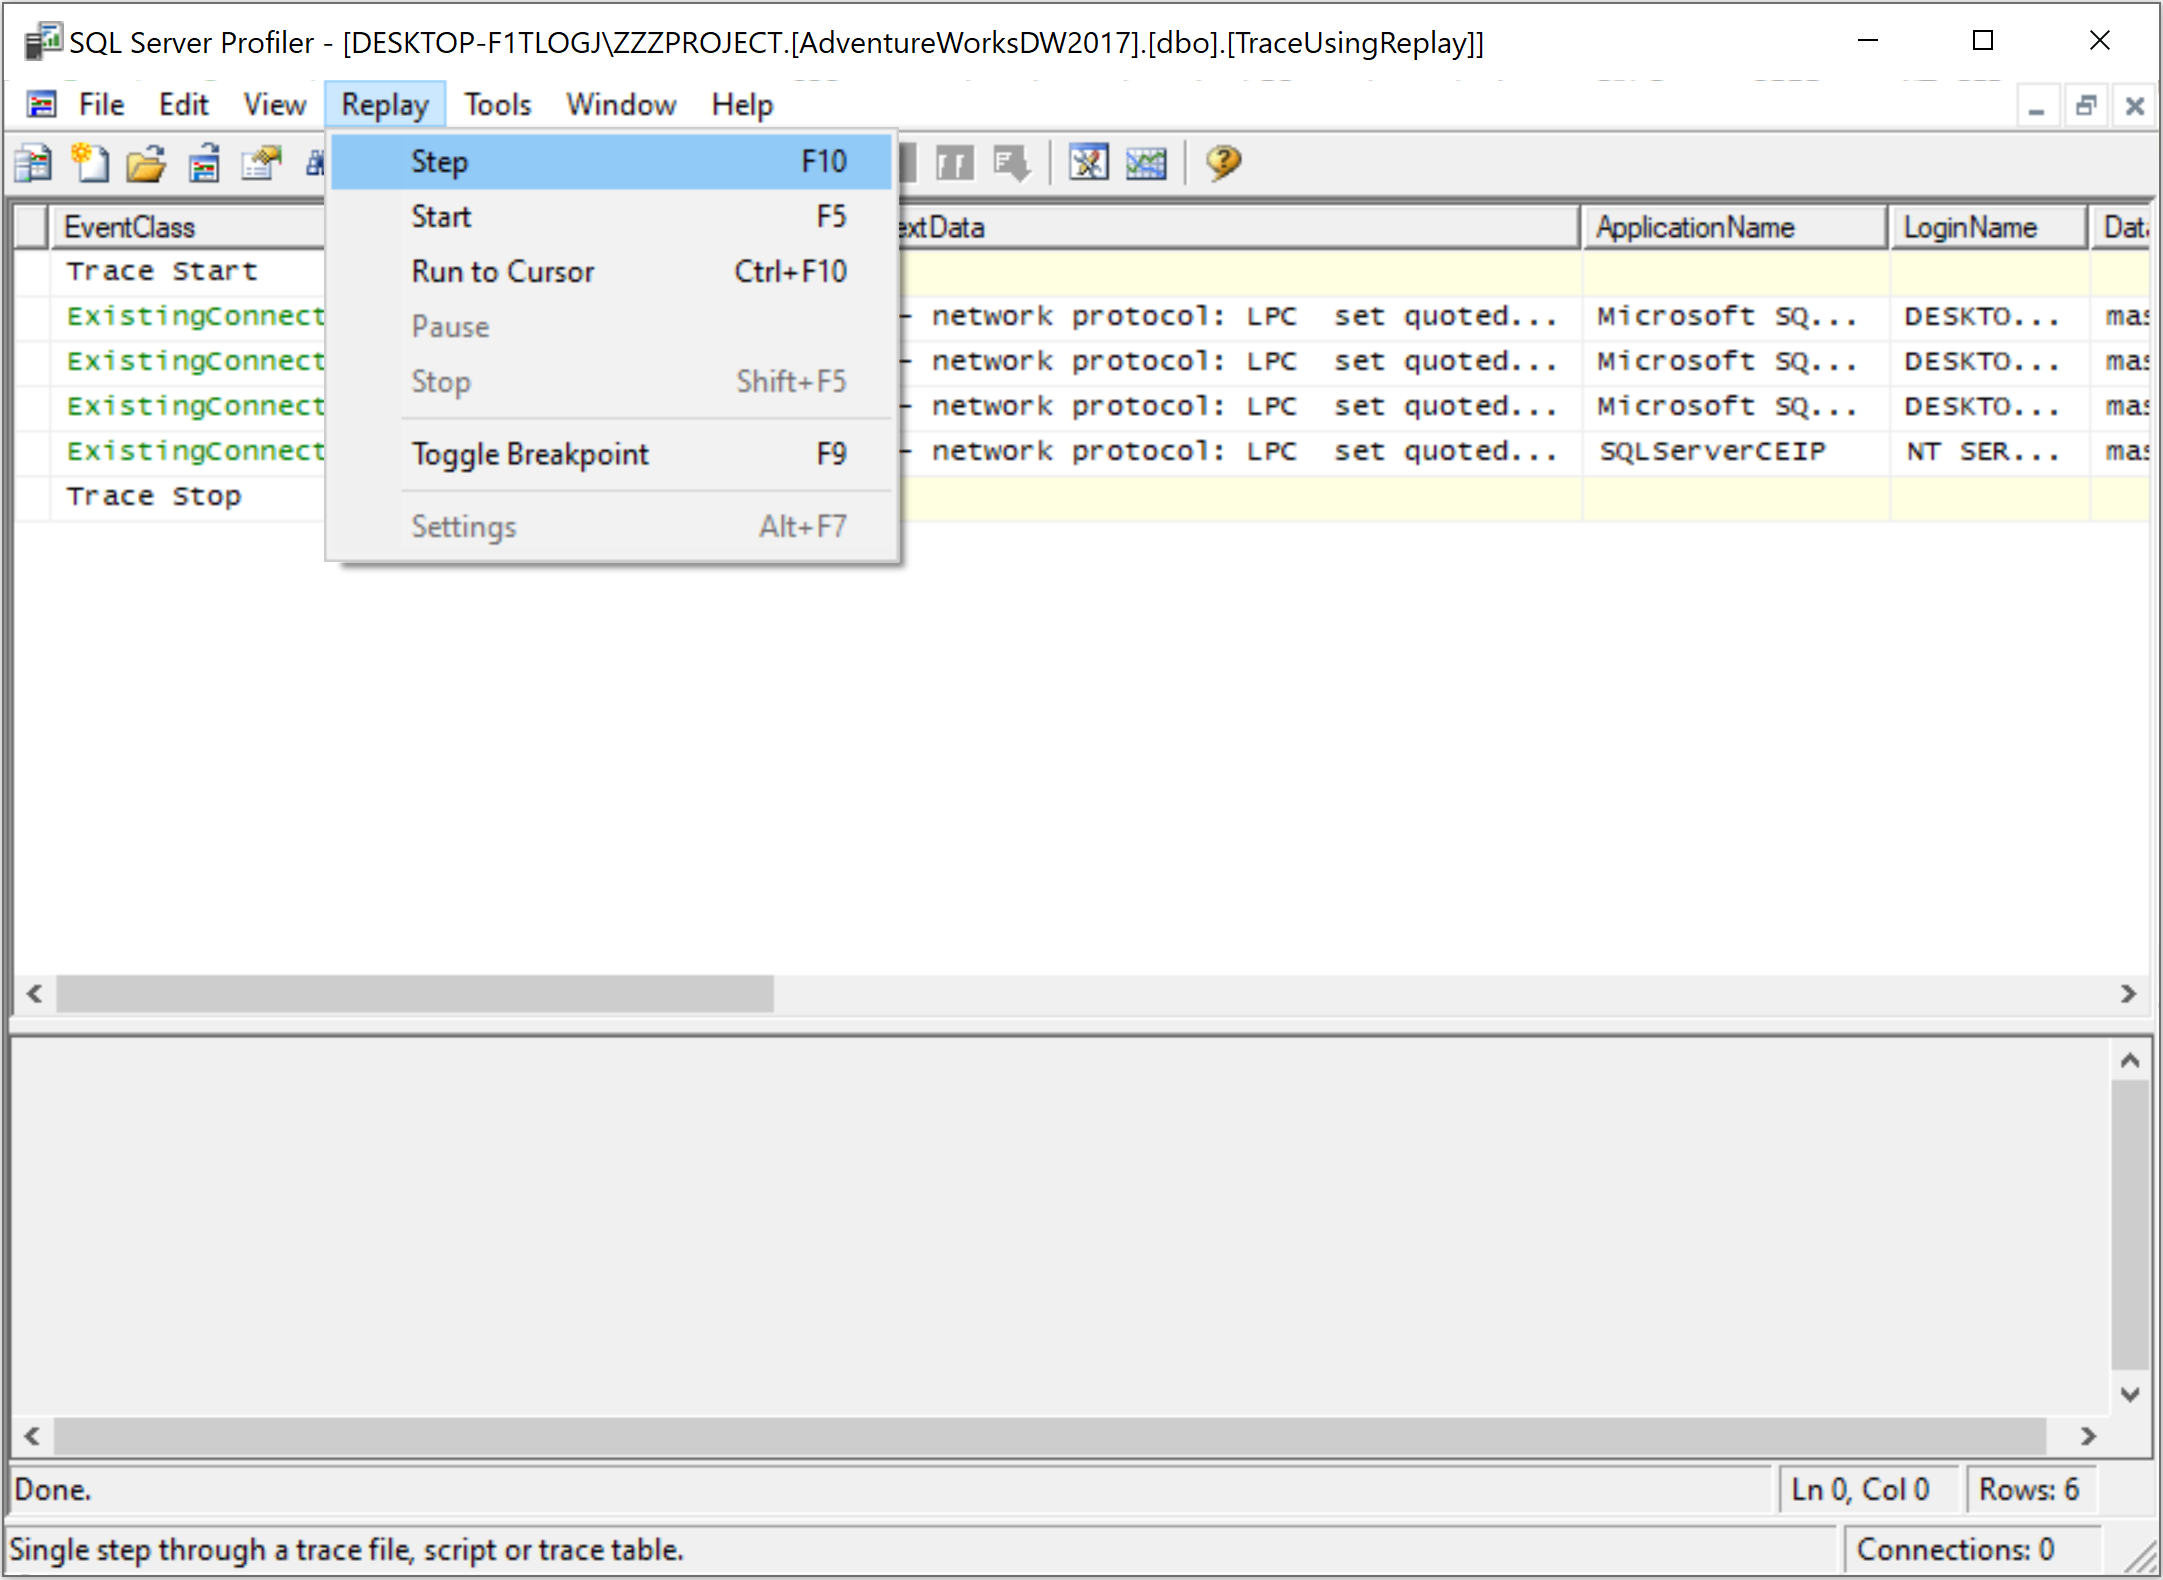 SQL Server Profiler - [DESKTOP-F1TLOGJ\ZZZPROJECT.[AdventureWorksDW2017].[dbo].[TraceUsingReplay]]
File Edit View Replay Tools Window Help
Step F10
Start F5
Run to Cursor Ctrl+F10
Pause
Stop Shift+F5
Toggle Breakpoint F9
Settings Alt+F7
EventClass extData ApplicationName LoginName Data
Trace Start
ExistingConnect - network protocol: LPC set quoted... Microsoft SQ... DESKTO... mas
ExistingConnect - network protocol: LPC set quoted... Microsoft SQ... DESKTO... mas
ExistingConnect - network protocol: LPC set quoted... Microsoft SQ... DESKTO... mas
ExistingConnect - network protocol: LPC set quoted... SQLServerCEIP NT SER... mas
Trace Stop
Done. Ln 0, Col 0 Rows: 6
Single step through a trace file, script or trace table. Connections: 0